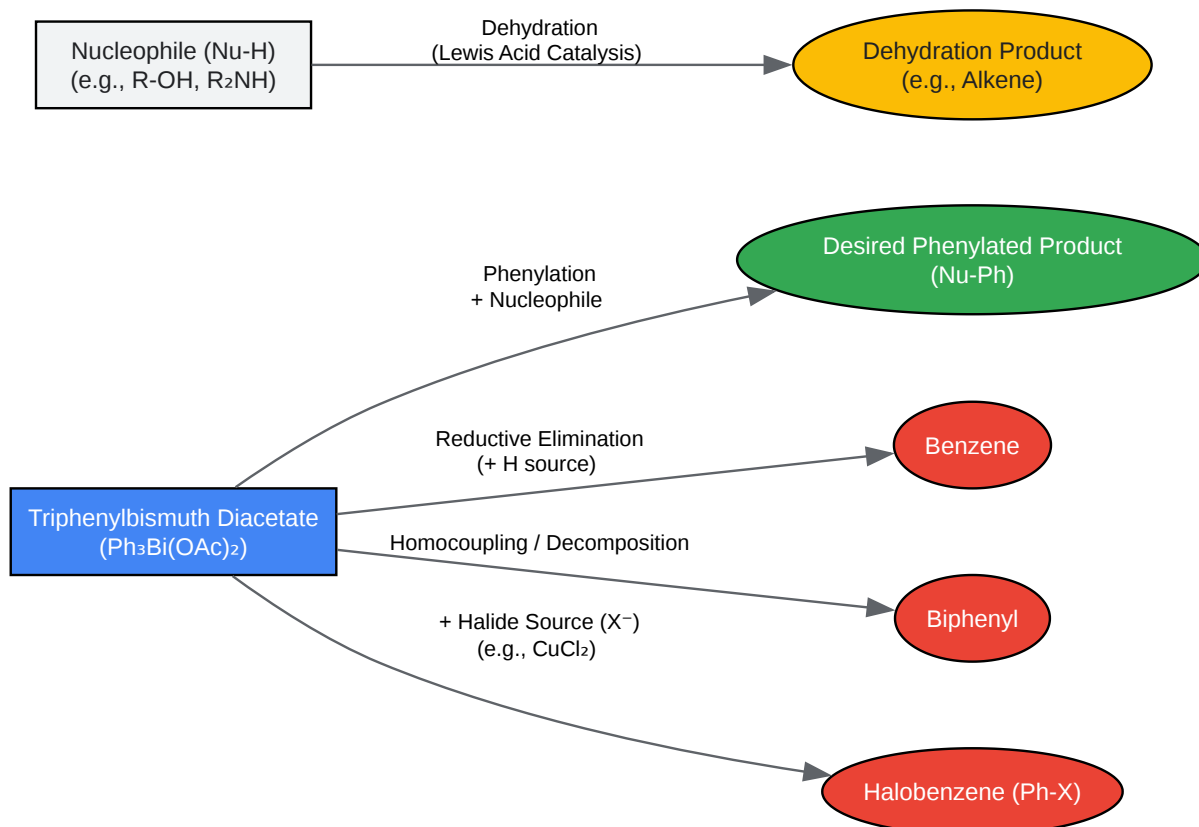 Nucleophile (Nu-H)
(e.g., R-OH, R₂NH)
Dehydration
(Lewis Acid Catalysis)
Dehydration Product
(e.g., Alkene)
Phenylation
+ Nucleophile
Desired Phenylated Product
(Nu-Ph)
Reductive Elimination
(+ H source)
Benzene
Triphenylbismuth Diacetate
(Ph₃Bi(OAc)₂)
Homocoupling / Decomposition
Biphenyl
+ Halide Source (X⁻)
(e.g., CuCl₂)
Halobenzene (Ph-X)